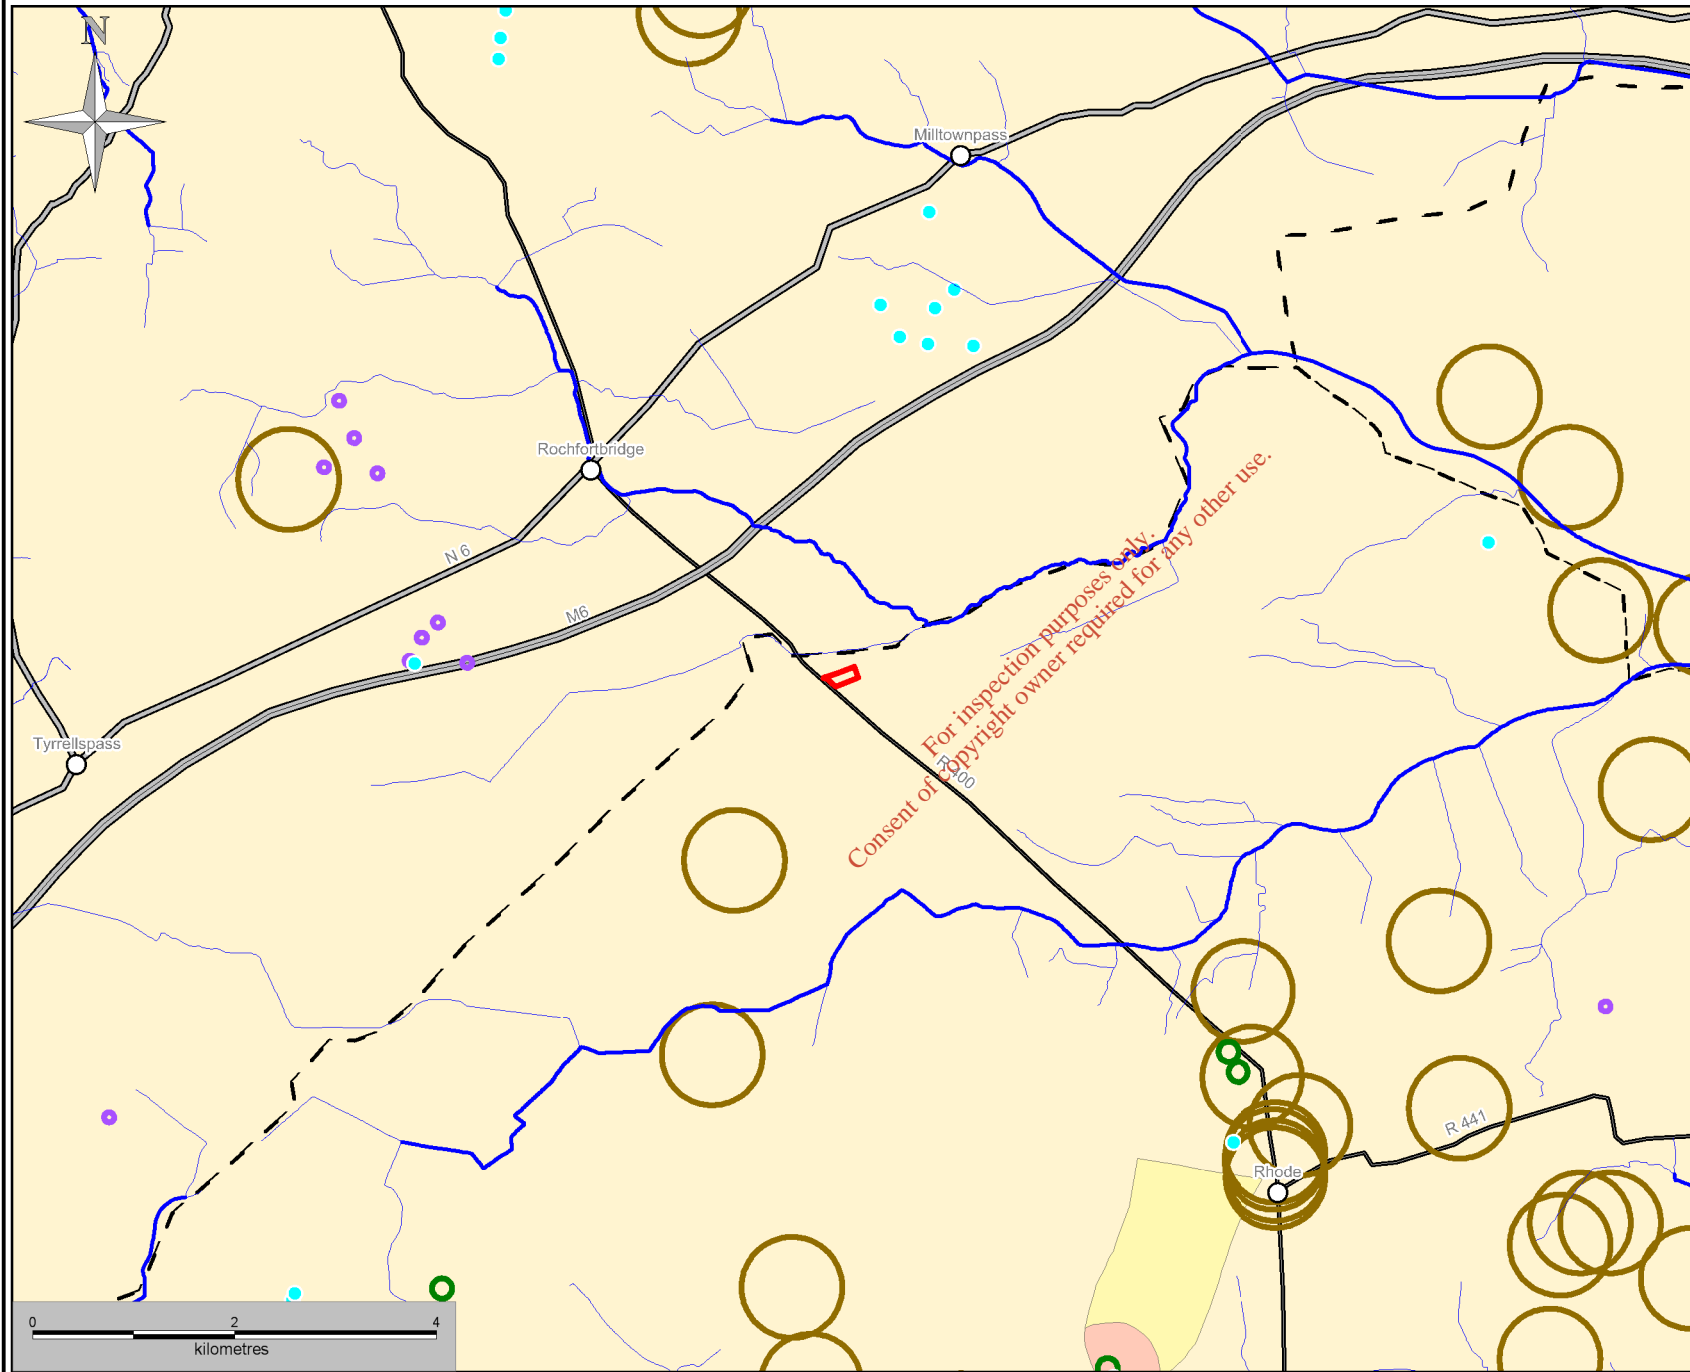 N
Milltownpass
Rochfortbridge
N 6
M6
Tyrrellspass
For inspection purposes only.
Consent of copyright owner required for any other use.
R 400
R 441
Rhode
0 2 4
kilometres